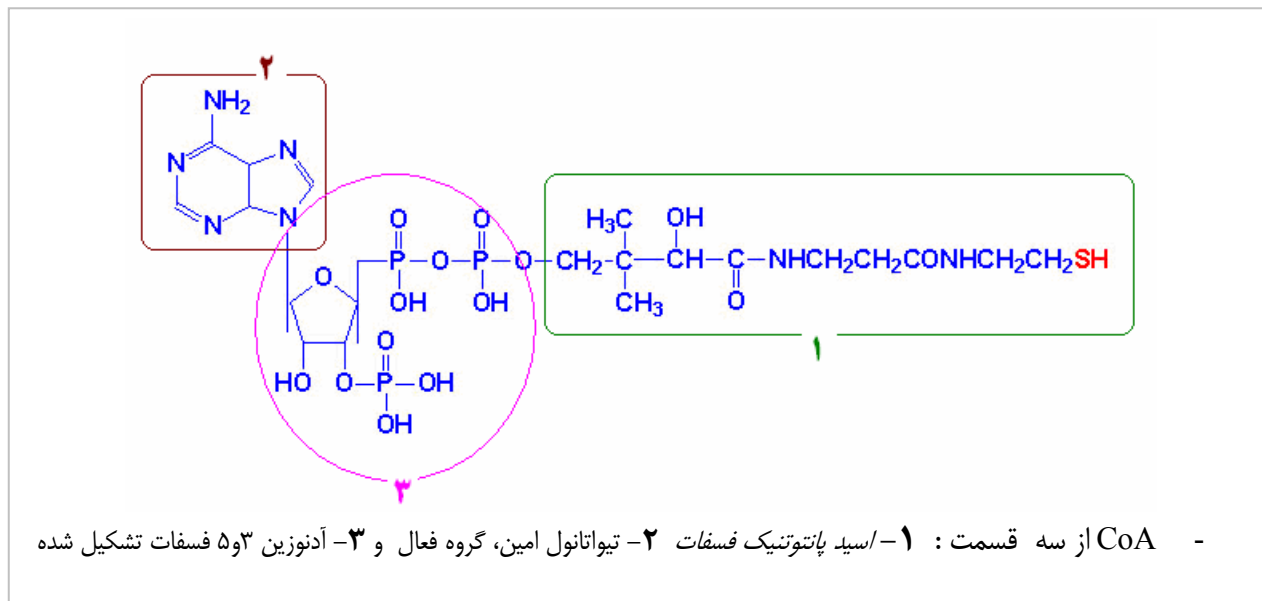 ۲
NH₂
N
N
N
N
O
O
O
H₃C
OH
O
P
O
P
O
CH₂
CH
C
NHCH₂CH₂CONHCH₂CH₂SH
OH
OH
CH₃
O
۱
HO
O
O
P
OH
OH
۳
- CoA از سه قسمت : ۱- اسید پانتوتنیک فسفات ۲- تیواتانول امین، گروه فعال و ۳- آدنوزین ۳و۵ فسفات تشکیل شده